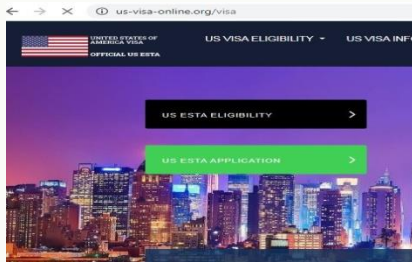 us-visa-online.org/visa
UNITED STATES OF
AMERICA VISA
OFFICIAL US ESTA
US VISA ELIGIBILITY
US VISA INF
US ESTA ELIGIBILITY
US ESTA APPLICATION